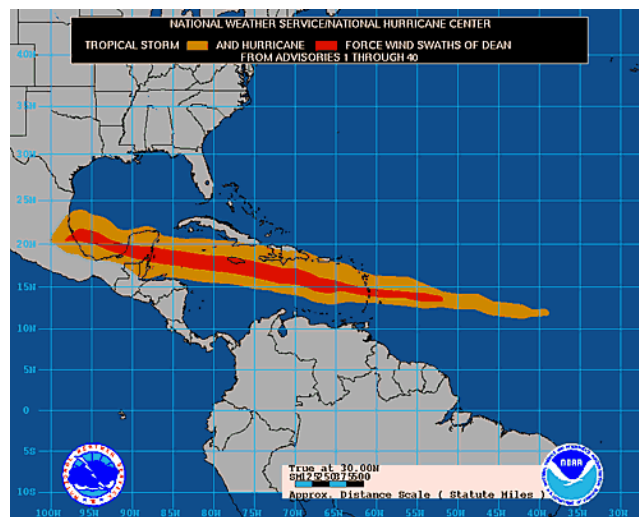 NATIONAL WEATHER SERVICE/NATIONAL HURRICANE CENTER
TROPICAL STORM AND HURRICANE FORCE WIND SWATHS OF DEAN
FROM ADVISORIES 1 THROUGH 40
40N
35N
30N
25N
20N
15N
10N
5N
0
5S
10S
100W 95W 90W 85W 80W 75W 70W 65W 60W 55W 50W 45W 40W 35W 30W
True at 30.00N
SM125250375500
Approx. Distance Scale ( Statute Miles )
NOAA